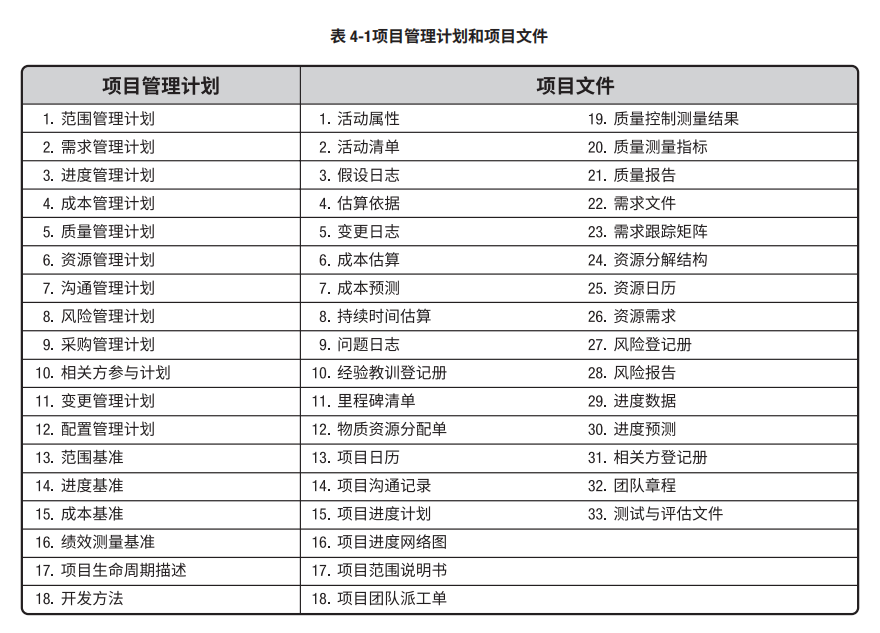 表 4-1项目管理计划和项目文件
项目管理计划 项目文件
1. 范围管理计划 1. 活动属性 19. 质量控制测量结果
2. 需求管理计划 2. 活动清单 20. 质量测量指标
3. 进度管理计划 3. 假设日志 21. 质量报告
4. 成本管理计划 4. 估算依据 22. 需求文件
5. 质量管理计划 5. 变更日志 23. 需求跟踪矩阵
6. 资源管理计划 6. 成本估算 24. 资源分解结构
7. 沟通管理计划 7. 成本预测 25. 资源日历
8. 风险管理计划 8. 持续时间估算 26. 资源需求
9. 采购管理计划 9. 问题日志 27. 风险登记册
10. 相关方参与计划 10. 经验教训登记册 28. 风险报告
11. 变更管理计划 11. 里程碑清单 29. 进度数据
12. 配置管理计划 12. 物质资源分配单 30. 进度预测
13. 范围基准 13. 项目日历 31. 相关方登记册
14. 进度基准 14. 项目沟通记录 32. 团队章程
15. 成本基准 15. 项目进度计划 33. 测试与评估文件
16. 绩效测量基准 16. 项目进度网络图
17. 项目生命周期描述 17. 项目范围说明书
18. 开发方法 18. 项目团队派工单